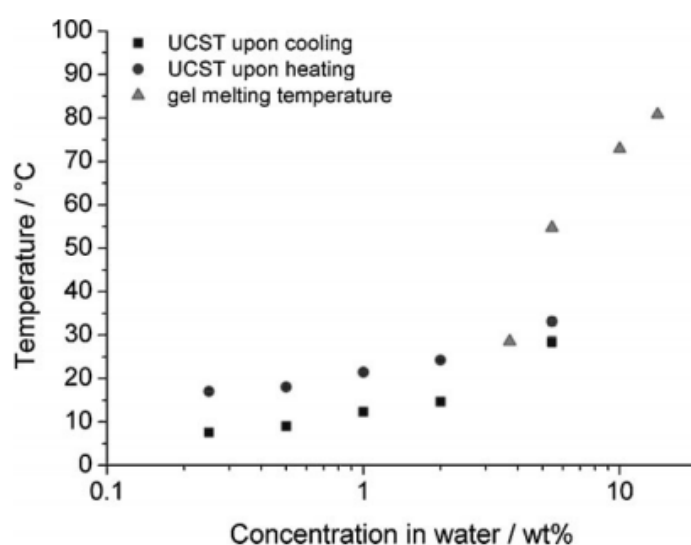 100
90
80
70
60
50
40
30
20
10
0
Temperature / °C
UCST upon cooling
UCST upon heating
gel melting temperature
0.1
1
10
Concentration in water / wt%